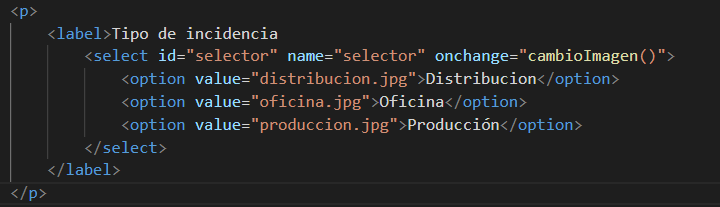 <p>
<label>Tipo de incidencia
<select id="selector" name="selector" onchange="cambioImagen()">
<option value="distribucion.jpg">Distribucion</option>
<option value="oficina.jpg">Oficina</option>
<option value="produccion.jpg">Producción</option>
</select>
</label>
</p>